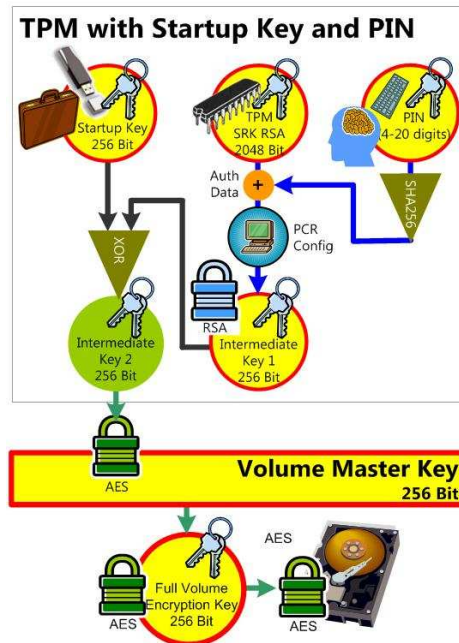 TPM with Startup Key and PIN
Startup Key
256 Bit
TPM
SRK RSA
2048 Bit
PIN
(4-20 digits)
Auth
Data
+
SHA256
XOR
PCR
Config
RSA
Intermediate
Key 2
256 Bit
Intermediate
Key 1
256 Bit
AES
Volume Master Key
256 Bit
AES
Full Volume
Encryption Key
256 Bit
AES
AES